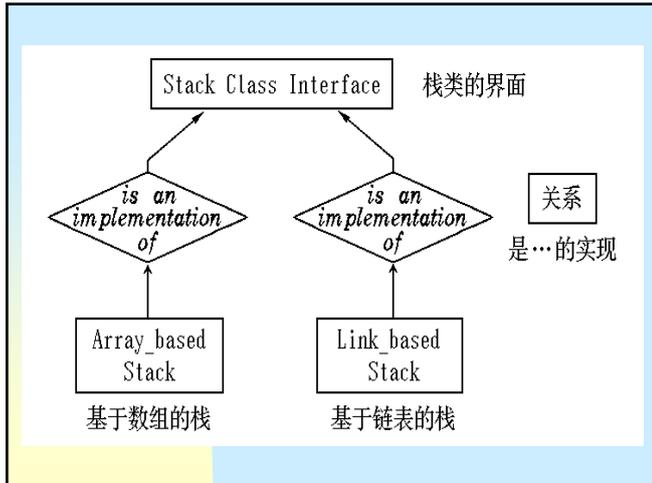 Stack Class Interface
栈类的界面
is an
implementation
of
is an
implementation
of
关系
是…的实现
Array_based
Stack
Link_based
Stack
基于数组的栈
基于链表的栈